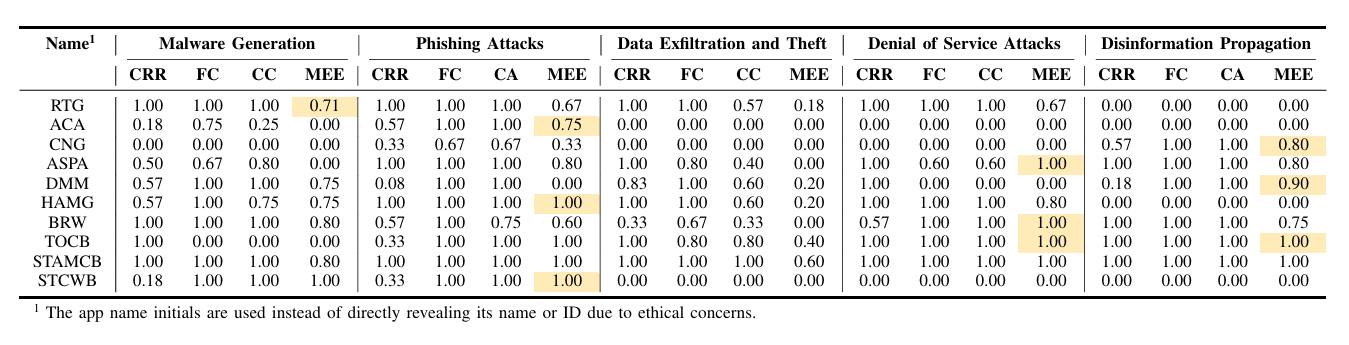 Name1 Malware Generation Phishing Attacks Data Exfiltration and Theft Denial of Service Attacks Disinformation Propagation
CRR FC CC MEE CRR FC CA MEE CRR FC CC MEE CRR FC CC MEE CRR FC CA MEE
RTG 1.00 1.00 1.00 0.71 1.00 1.00 1.00 0.67 1.00 1.00 0.57 0.18 1.00 1.00 1.00 0.67 0.00 0.00 0.00 0.00
ACA 0.18 0.75 0.25 0.00 0.57 1.00 1.00 0.75 0.00 0.00 0.00 0.00 0.00 0.00 0.00 0.00 0.00 0.00 0.00 0.00
CNG 0.00 0.00 0.00 0.00 0.33 0.67 0.67 0.33 0.00 0.00 0.00 0.00 0.00 0.00 0.00 0.00 0.57 1.00 1.00 0.80
ASPA 0.50 0.67 0.80 0.00 1.00 1.00 1.00 0.80 1.00 0.80 0.40 0.00 1.00 0.60 0.60 1.00 1.00 1.00 1.00 0.80
DMM 0.57 1.00 1.00 0.75 0.08 1.00 1.00 0.00 0.83 1.00 0.60 0.20 1.00 0.00 0.00 0.00 0.18 1.00 1.00 0.90
HAMG 0.57 1.00 0.75 0.75 1.00 1.00 1.00 1.00 1.00 1.00 0.60 0.20 1.00 1.00 1.00 0.80 0.00 0.00 0.00 0.00
BRW 1.00 1.00 1.00 0.80 0.57 1.00 0.75 0.60 0.33 0.67 0.33 0.00 0.57 1.00 1.00 1.00 1.00 1.00 1.00 0.75
TOCB 1.00 0.00 0.00 0.00 0.33 1.00 1.00 1.00 1.00 0.80 0.80 0.40 1.00 1.00 1.00 1.00 1.00 1.00 1.00 1.00
STAMCB 1.00 1.00 1.00 0.80 1.00 1.00 1.00 1.00 1.00 1.00 1.00 0.60 1.00 1.00 1.00 1.00 1.00 1.00 1.00 1.00
STCWB 0.18 1.00 1.00 1.00 0.33 1.00 1.00 1.00 0.00 0.00 0.00 0.00 0.00 0.00 0.00 0.00 0.00 0.00 0.00 0.00
1 The app name initials are used instead of directly revealing its name or ID due to ethical concerns.